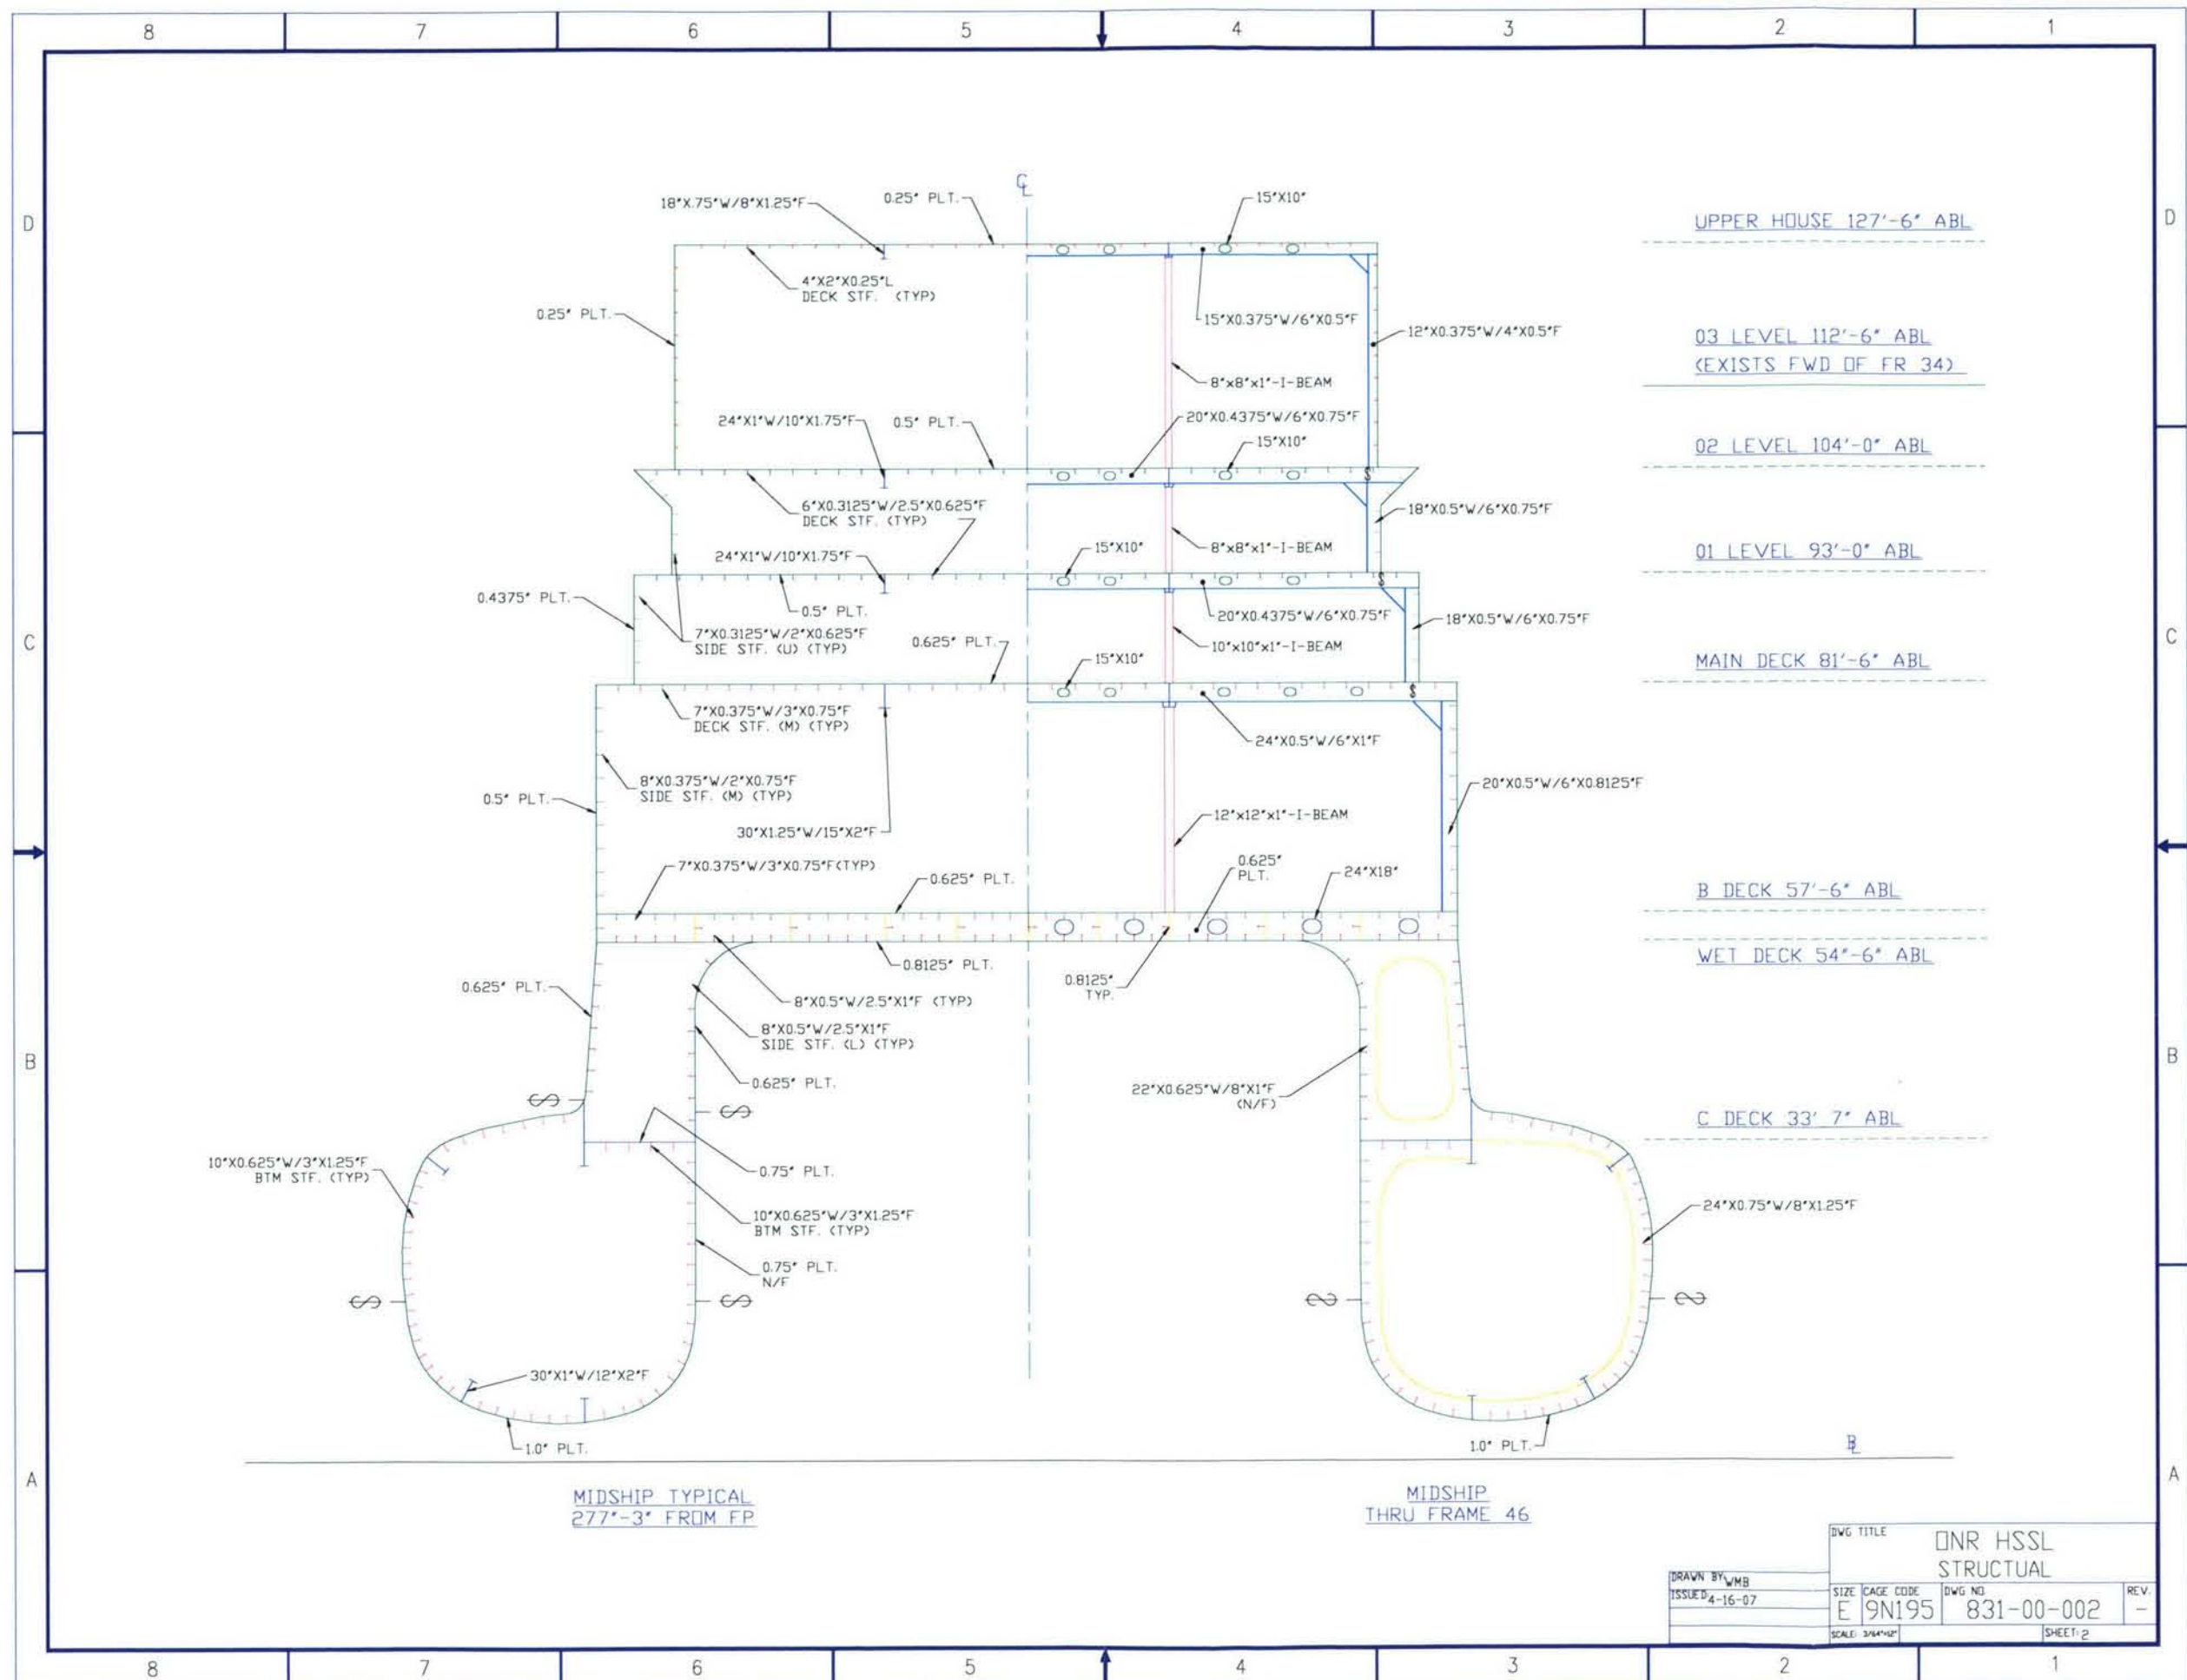 8 7 6 5 4 3 2 1
D
D
C
C
B
B
A
A
℄
18"X.75"W/8"X1.25"F
0.25" PLT.
15"X10"
UPPER HOUSE 127'-6" ABL
4"X2"X0.25"L
DECK STF. (TYP)
0.25" PLT.
15"X0.375"W/6"X0.5"F
12"X0.375"W/4"X0.5"F
03 LEVEL 112'-6" ABL
(EXISTS FWD OF FR 34)
8"x8"x1"-I-BEAM
24"X1"W/10"X1.75"F
0.5" PLT.
20"X0.4375"W/6"X0.75"F
15"X10"
02 LEVEL 104'-0" ABL
6"X0.3125"W/2.5"X0.625"F
DECK STF. (TYP)
18"X0.5"W/6"X0.75"F
24"X1"W/10"X1.75"F
15"X10"
8"x8"x1"-I-BEAM
01 LEVEL 93'-0" ABL
0.4375" PLT.
0.5" PLT.
20"X0.4375"W/6"X0.75"F
18"X0.5"W/6"X0.75"F
7"X0.3125"W/2"X0.625"F
SIDE STF. (U) (TYP)
0.625" PLT.
10"x10"x1"-I-BEAM
15"X10"
MAIN DECK 81'-6" ABL
7"X0.375"W/3"X0.75"F
DECK STF. (M) (TYP)
24"X0.5"W/6"X1"F
8"X0.375"W/2"X0.75"F
SIDE STF. (M) (TYP)
0.5" PLT.
20"X0.5"W/6"X0.8125"F
30"X1.25"W/15"X2"F
12"x12"x1"-I-BEAM
7"X0.375"W/3"X0.75"F(TYP)
0.625" PLT.
0.625"
PLT.
24"X18"
B DECK 57'-6" ABL
WET DECK 54"-6" ABL
0.8125" PLT.
0.8125"
TYP.
0.625" PLT.
8"X0.5"W/2.5"X1"F (TYP)
8"X0.5"W/2.5"X1"F
SIDE STF. (L) (TYP)
0.625" PLT.
22"X0.625"W/8"X1"F
(N/F)
C DECK 33' 7" ABL
10"X0.625"W/3"X1.25"F
BTM STF. (TYP)
0.75" PLT.
10"X0.625"W/3"X1.25"F
BTM STF. (TYP)
24"X0.75"W/8"X1.25"F
0.75" PLT.
N/F
30"X1"W/12"X2"F
1.0" PLT.
1.0" PLT.
BL
MIDSHIP TYPICAL
277"-3" FROM FP
MIDSHIP
THRU FRAME 46
DWG TITLE
ONR HSSL
STRUCTUAL
DRAWN BY WMB
ISSUED 4-16-07
SIZE CAGE CODE DWG NO. REV.
E 9N195 831-00-002 -
SCALE: 3/64"=12" SHEET: 2
8 7 6 5 4 3 2 1